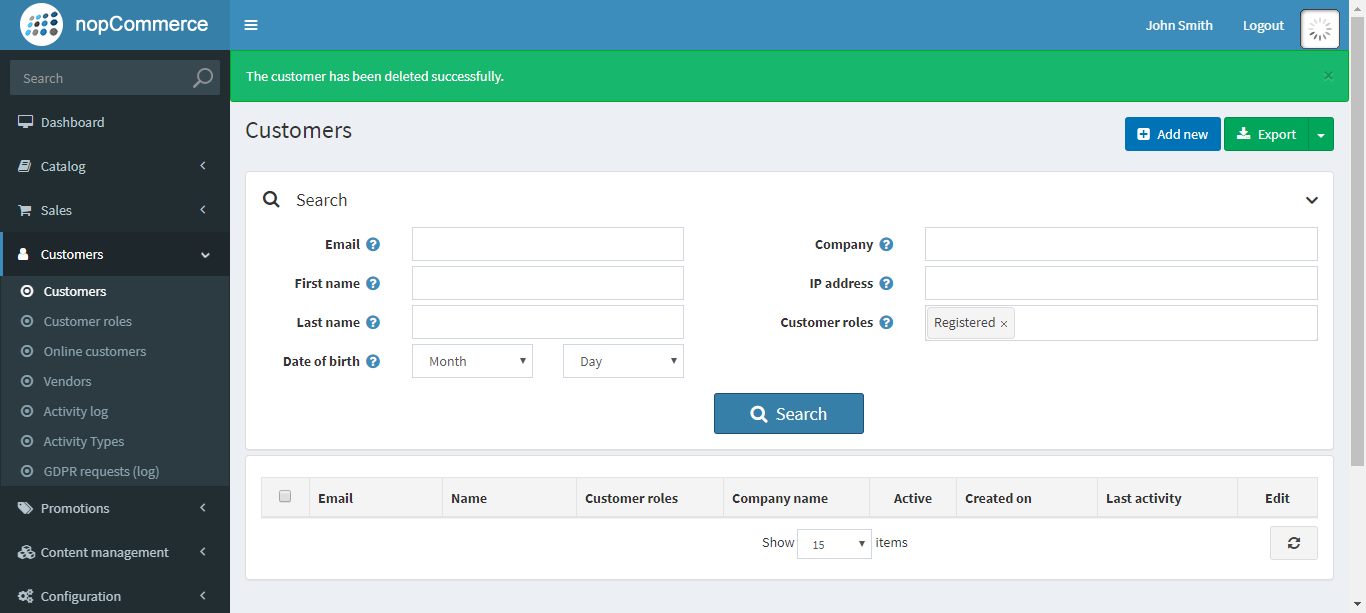 nopCommerce
John Smith Logout
Search
The customer has been deleted successfully. ×
Dashboard
Catalog
Sales
Customers
Customers
Customer roles
Online customers
Vendors
Activity log
Activity Types
GDPR requests (log)
Promotions
Content management
Configuration
Customers
Add new Export
Search
Email ? Company ?
First name ? IP address ?
Last name ? Customer roles ? Registered ×
Date of birth ? Month Day
Search
Email Name Customer roles Company name Active Created on Last activity Edit
Show 15 items